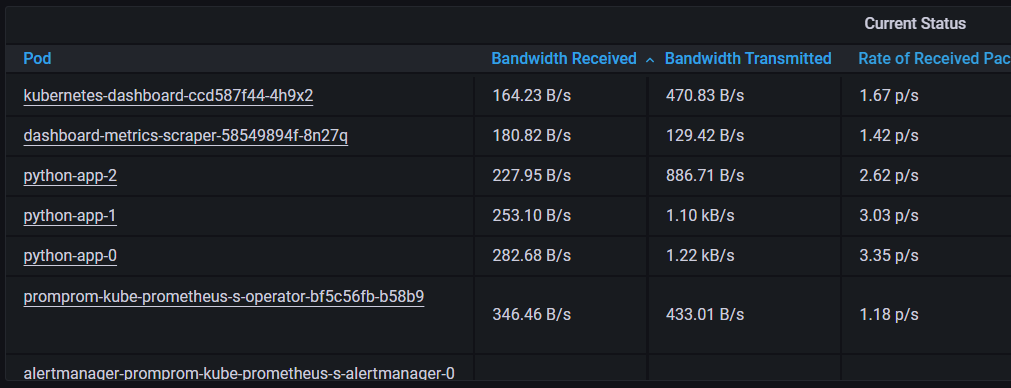 Current Status
Pod Bandwidth Received Bandwidth Transmitted Rate of Received Pac
kubernetes-dashboard-ccd587f44-4h9x2 164.23 B/s 470.83 B/s 1.67 p/s
dashboard-metrics-scraper-58549894f-8n27q 180.82 B/s 129.42 B/s 1.42 p/s
python-app-2 227.95 B/s 886.71 B/s 2.62 p/s
python-app-1 253.10 B/s 1.10 kB/s 3.03 p/s
python-app-0 282.68 B/s 1.22 kB/s 3.35 p/s
promprom-kube-prometheus-s-operator-bf5c56fb-b58b9 346.46 B/s 433.01 B/s 1.18 p/s
alertmanager-promprom-kube-prometheus-s-alertmanager-0